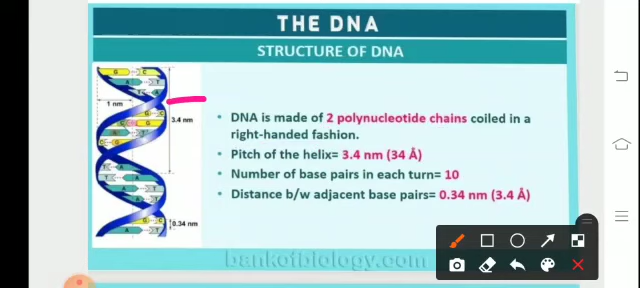 THE DNA
STRUCTURE OF DNA
G C
A T
T A
1 nm
G C
C G
3.4 nm
G
C G
T A
T A
A T
A T
G C
0.34 nm
A T
• DNA is made of 2 polynucleotide chains coiled in a
right-handed fashion.
• Pitch of the helix= 3.4 nm (34 Å)
• Number of base pairs in each turn= 10
• Distance b/w adjacent base pairs= 0.34 nm (3.4 Å)
bankofbiology.com